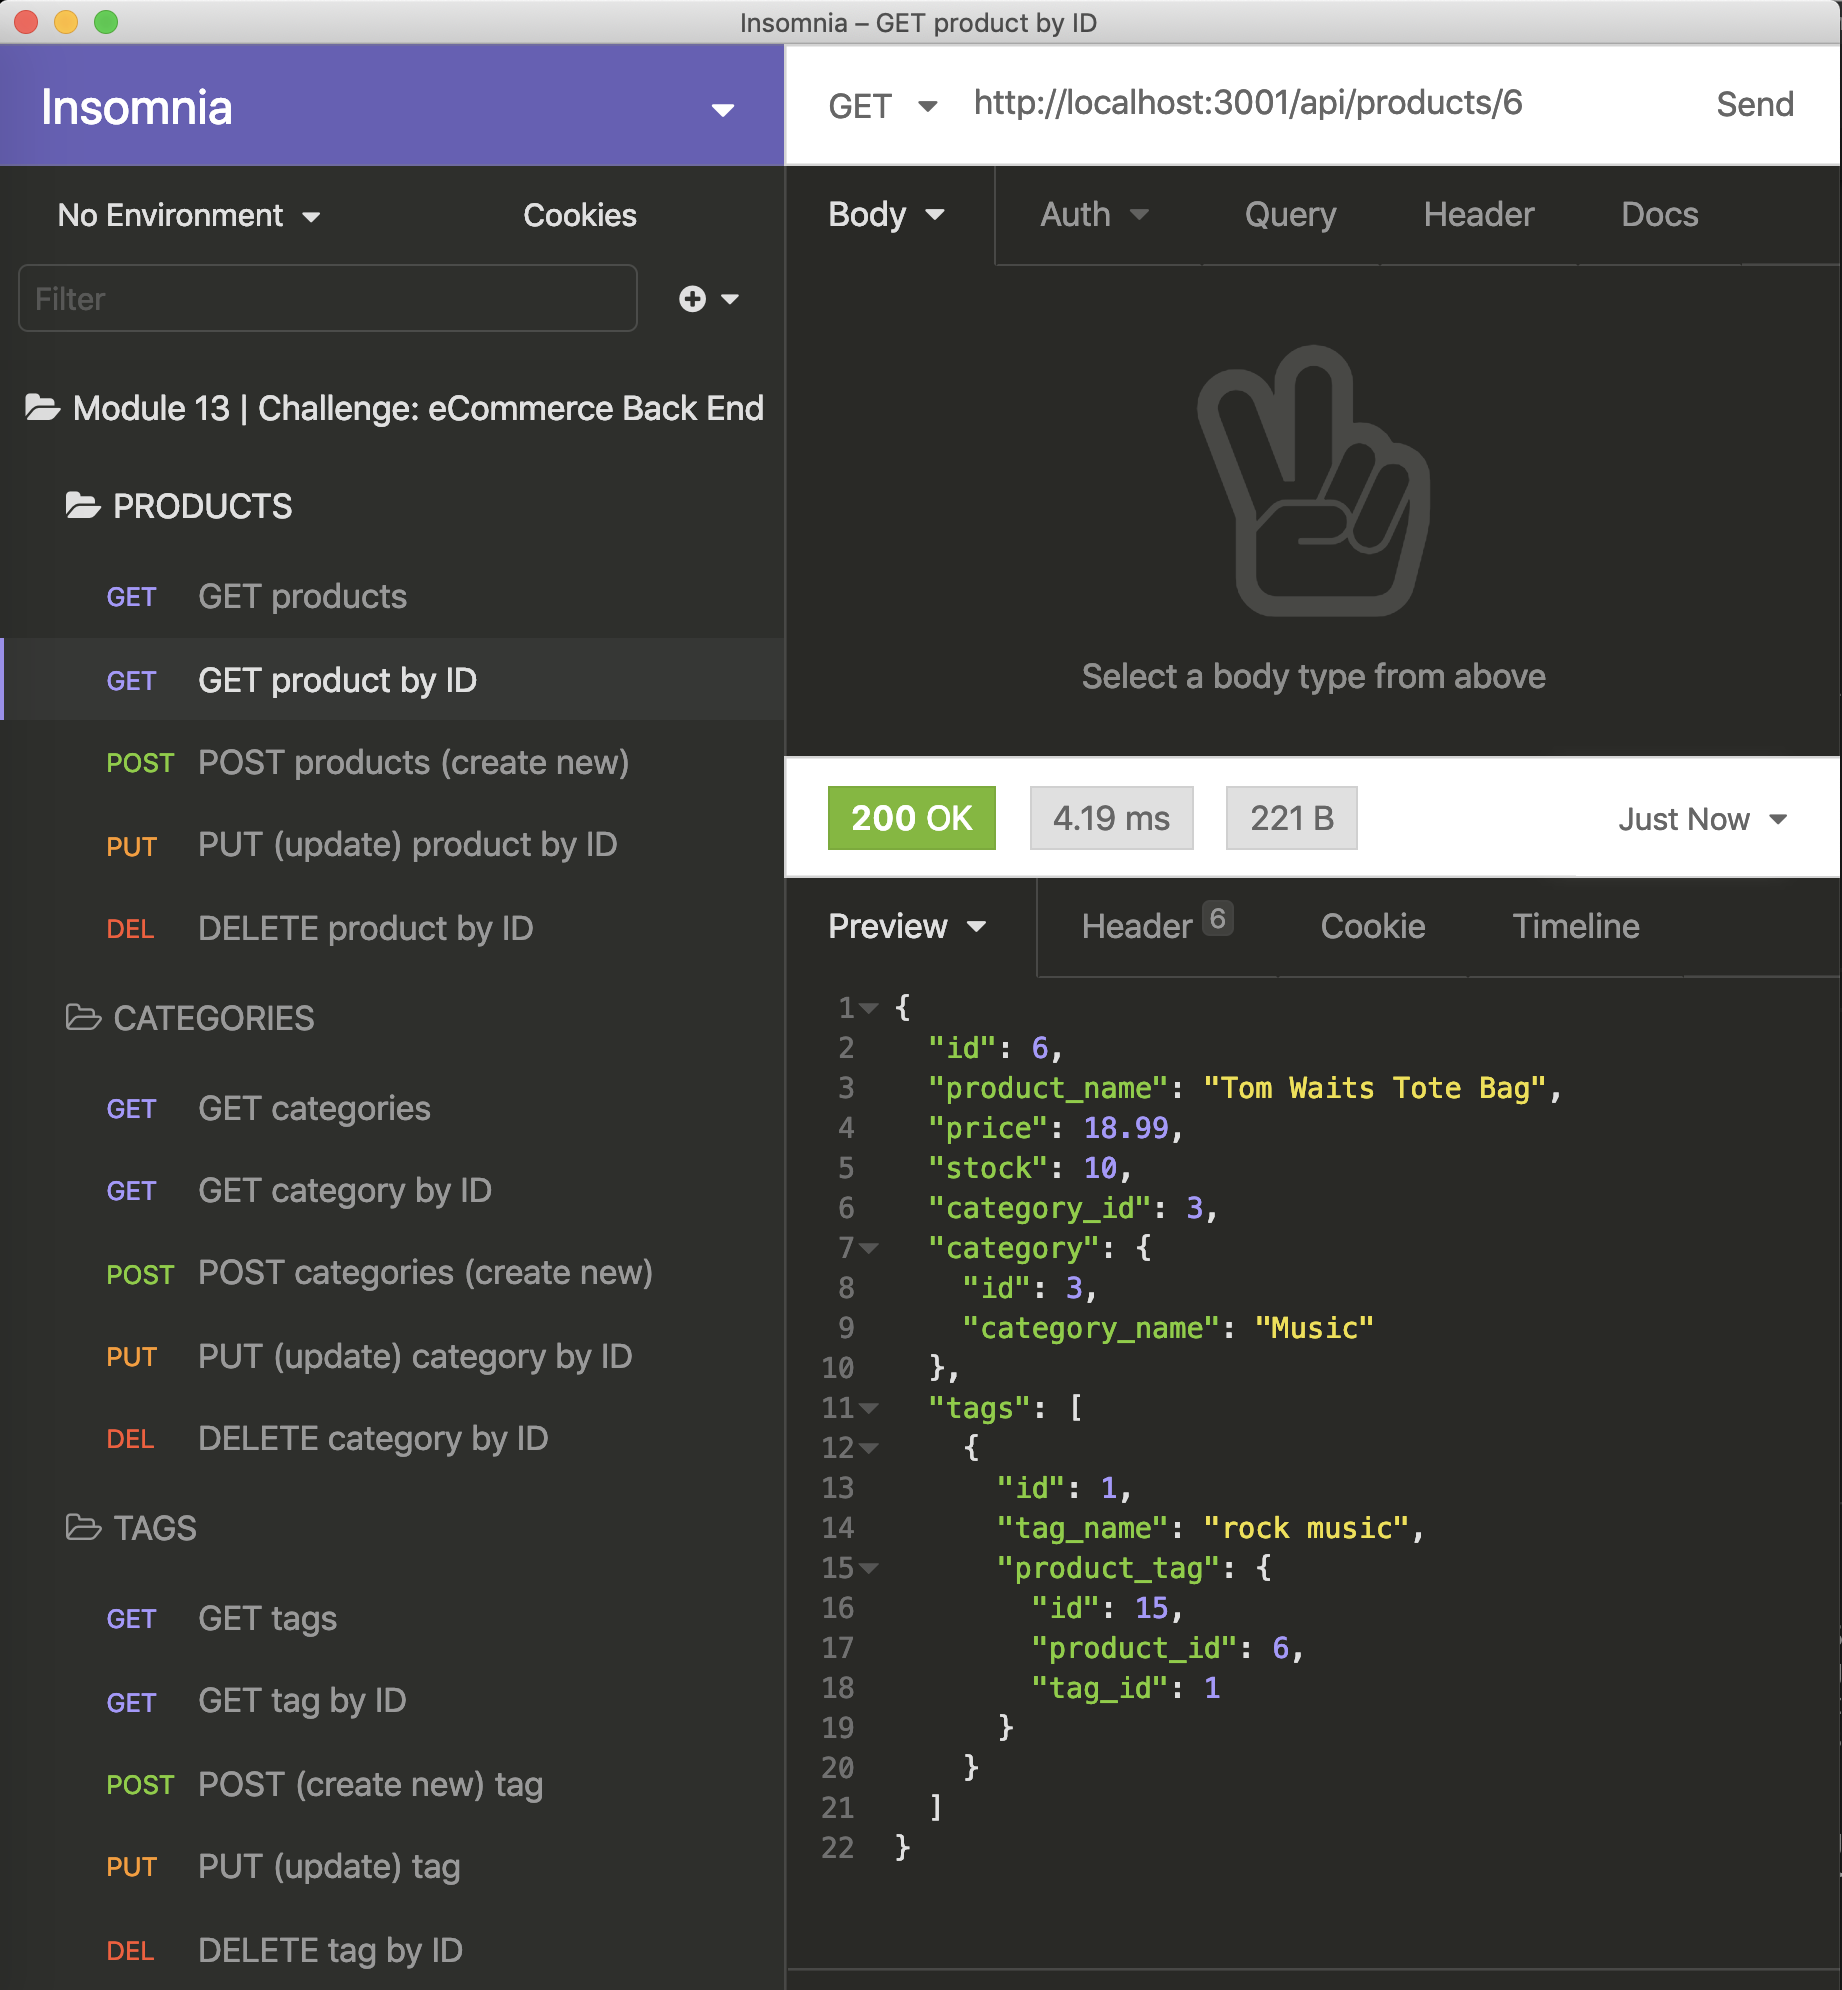 Insomnia – GET product by ID
Insomnia
No Environment Cookies
Filter
Module 13 | Challenge: eCommerce Back End
PRODUCTS
GET GET products
GET GET product by ID
POST POST products (create new)
PUT PUT (update) product by ID
DEL DELETE product by ID
CATEGORIES
GET GET categories
GET GET category by ID
POST POST categories (create new)
PUT PUT (update) category by ID
DEL DELETE category by ID
TAGS
GET GET tags
GET GET tag by ID
POST POST (create new) tag
PUT PUT (update) tag
DEL DELETE tag by ID
GET http://localhost:3001/api/products/6 Send
Body Auth Query Header Docs
Select a body type from above
200 OK 4.19 ms 221 B Just Now
Preview Header 6 Cookie Timeline
1 {
2 "id": 6,
3 "product_name": "Tom Waits Tote Bag",
4 "price": 18.99,
5 "stock": 10,
6 "category_id": 3,
7 "category": {
8 "id": 3,
9 "category_name": "Music"
10 },
11 "tags": [
12 {
13 "id": 1,
14 "tag_name": "rock music",
15 "product_tag": {
16 "id": 15,
17 "product_id": 6,
18 "tag_id": 1
19 }
20 }
21 ]
22 }